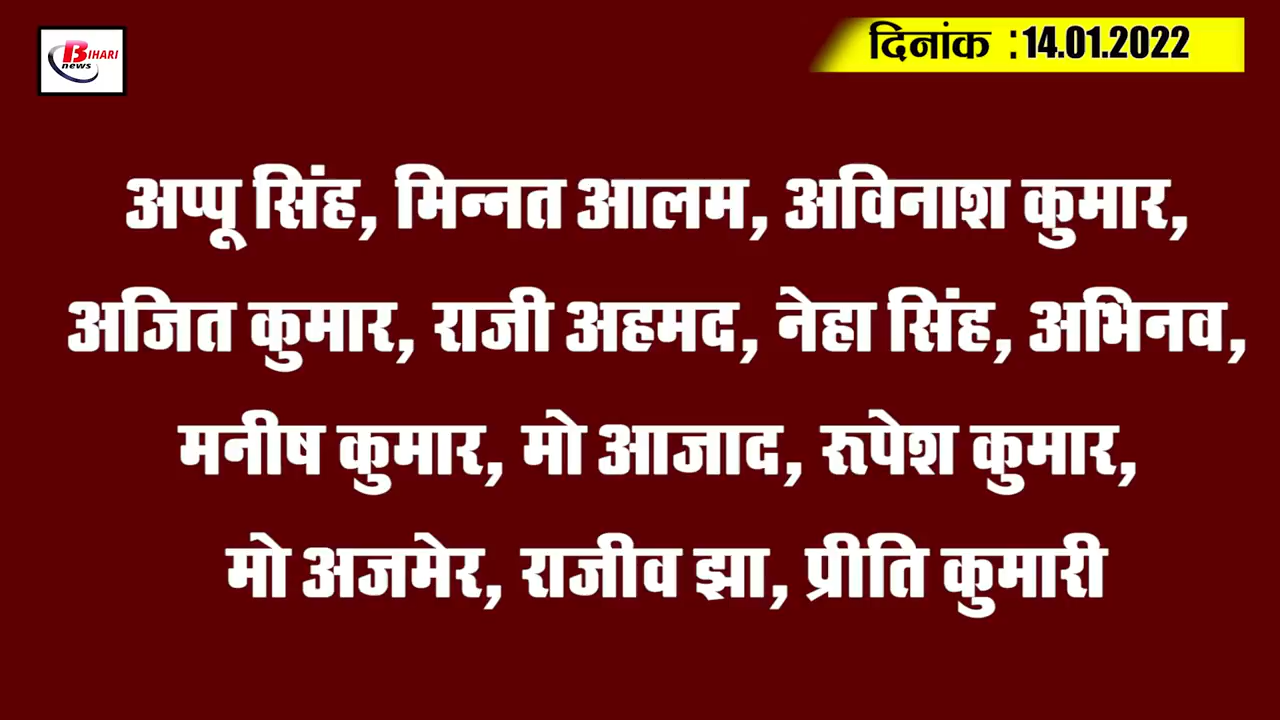 BIHARI
news
दिनांक :14.01.2022
अप्पू सिंह, मिन्नत आलम, अविनाश कुमार,
अजित कुमार, राजी अहमद, नेहा सिंह, अभिनव,
मनीष कुमार, मो आजाद, रुपेश कुमार,
मो अजमेर, राजीव झा, प्रीति कुमारी